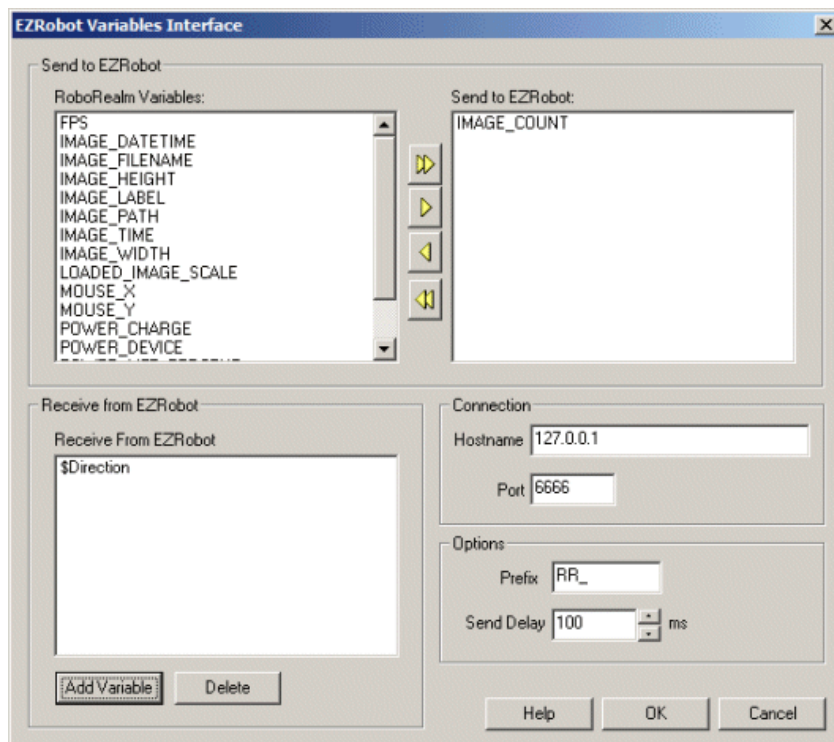 EZRobot Variables Interface
Send to EZRobot
RoboRealm Variables:
FPS
IMAGE_DATETIME
IMAGE_FILENAME
IMAGE_HEIGHT
IMAGE_LABEL
IMAGE_PATH
IMAGE_TIME
IMAGE_WIDTH
LOADED_IMAGE_SCALE
MOUSE_X
MOUSE_Y
POWER_CHARGE
POWER_DEVICE
Send to EZRobot:
IMAGE_COUNT
Receive from EZRobot
Receive From EZRobot
$Direction
Add Variable
Delete
Connection
Hostname 127.0.0.1
Port 6666
Options
Prefix RR_
Send Delay 100 ms
Help
OK
Cancel